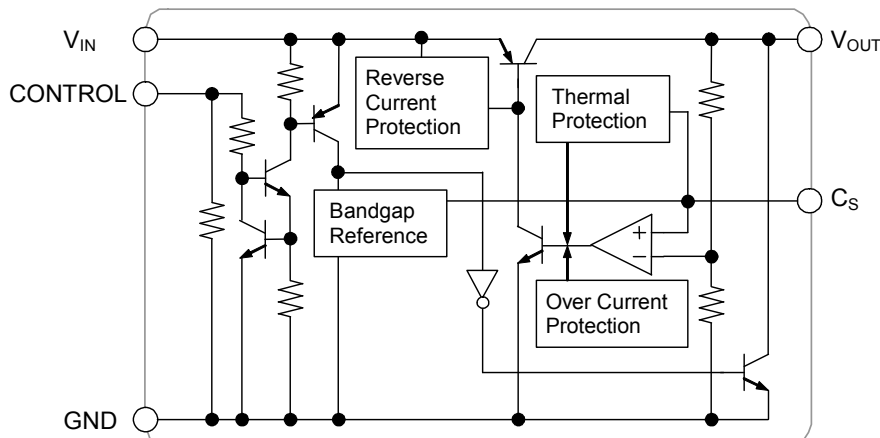 V_IN
V_OUT
CONTROL
Reverse
Current
Protection
Thermal
Protection
C_S
Bandgap
Reference
+
−
Over Current
Protection
GND